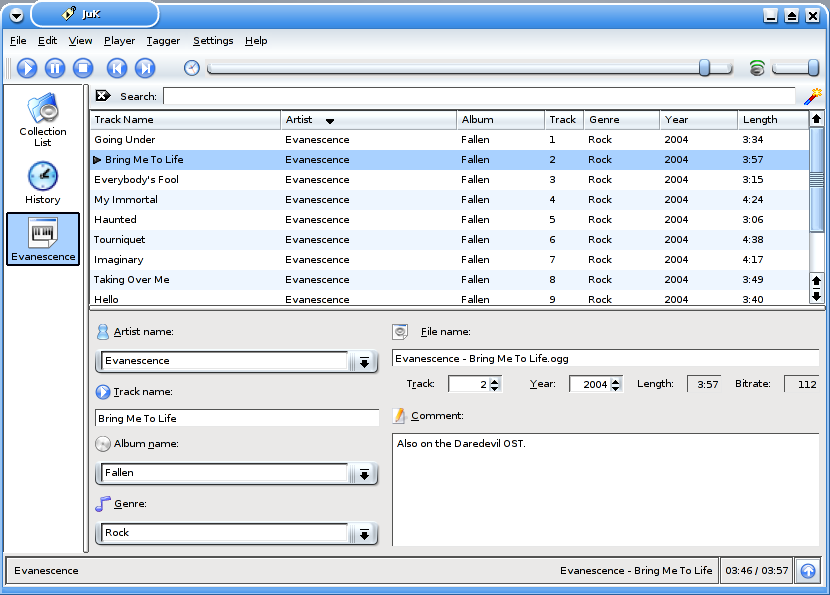 JuK
File Edit View Player Tagger Settings Help
Search:
Collection List
History
Evanescence
Track Name Artist Album Track Genre Year Length
Going Under Evanescence Fallen 1 Rock 2004 3:34
Bring Me To Life Evanescence Fallen 2 Rock 2004 3:57
Everybody's Fool Evanescence Fallen 3 Rock 2004 3:15
My Immortal Evanescence Fallen 4 Rock 2004 4:24
Haunted Evanescence Fallen 5 Rock 2004 3:06
Tourniquet Evanescence Fallen 6 Rock 2004 4:38
Imaginary Evanescence Fallen 7 Rock 2004 4:17
Taking Over Me Evanescence Fallen 8 Rock 2004 3:49
Hello Evanescence Fallen 9 Rock 2004 3:40
Artist name:
Evanescence
Track name:
Bring Me To Life
Album name:
Fallen
Genre:
Rock
File name:
Evanescence - Bring Me To Life.ogg
Track: 2 Year: 2004 Length: 3:57 Bitrate: 112
Comment:
Also on the Daredevil OST.
Evanescence Evanescence - Bring Me To Life 03:46 / 03:57